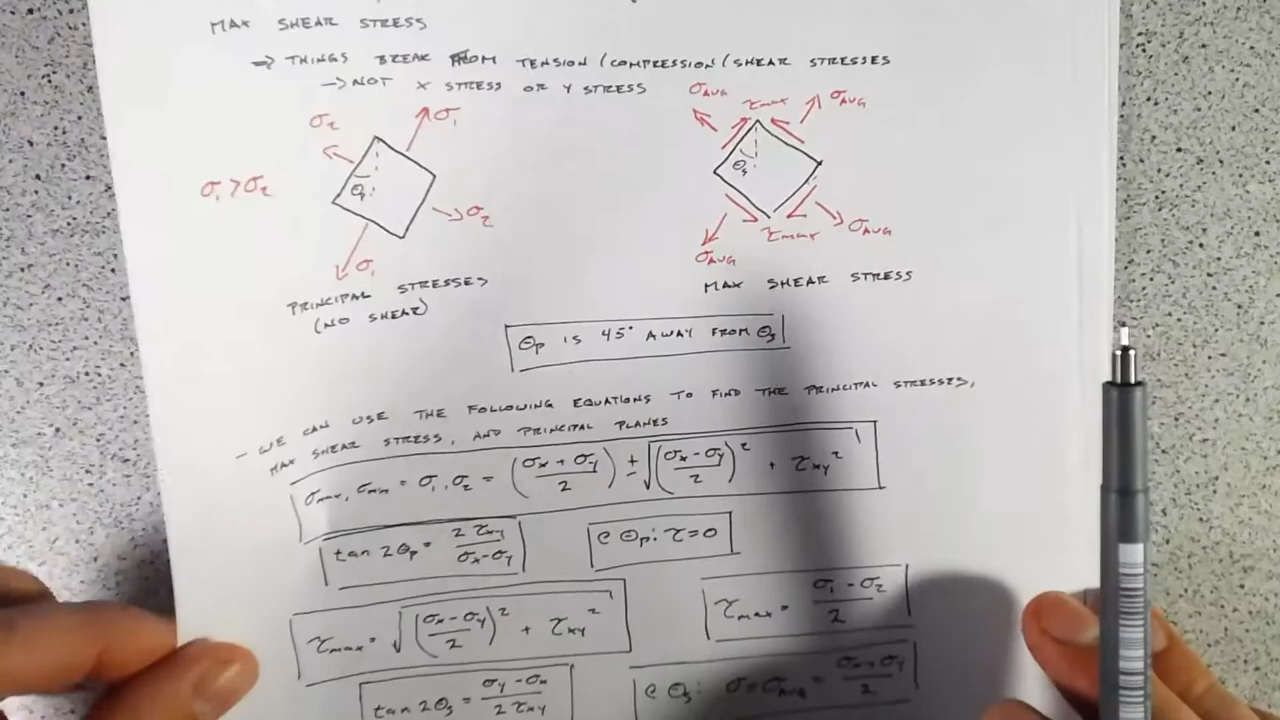 MAX SHEAR STRESS
→ THINGS BREAK FROM TENSION/COMPRESSION/SHEAR STRESSES
→ NOT X STRESS OR Y STRESS
σ₂ σ₁
σ₁ > σ₂
θₛ
σ₂
σ₁
PRINCIPAL STRESSES
(NO SHEAR)
σAVG τmax σAVG
θₛ
σAVG τmax σAVG
MAX SHEAR STRESS
θp IS 45° AWAY FROM θₛ
- WE CAN USE THE FOLLOWING EQUATIONS TO FIND THE PRINCIPAL STRESSES,
MAX SHEAR STRESS, AND PRINCIPAL PLANES
σmax, σmin = σ₁, σ₂ = ((σx + σy)/2) ± √(((σx - σy)/2)² + τxy²)
tan 2θp = 2τxy/(σx - σy) @ θp: τ = 0
τmax = √(((σx - σy)/2)² + τxy²) τmax = (σ₁ - σ₂)/2
tan 2θₛ = (σy - σx)/(2τxy) @ θₛ: σ = σAVG = (σx + σy)/2